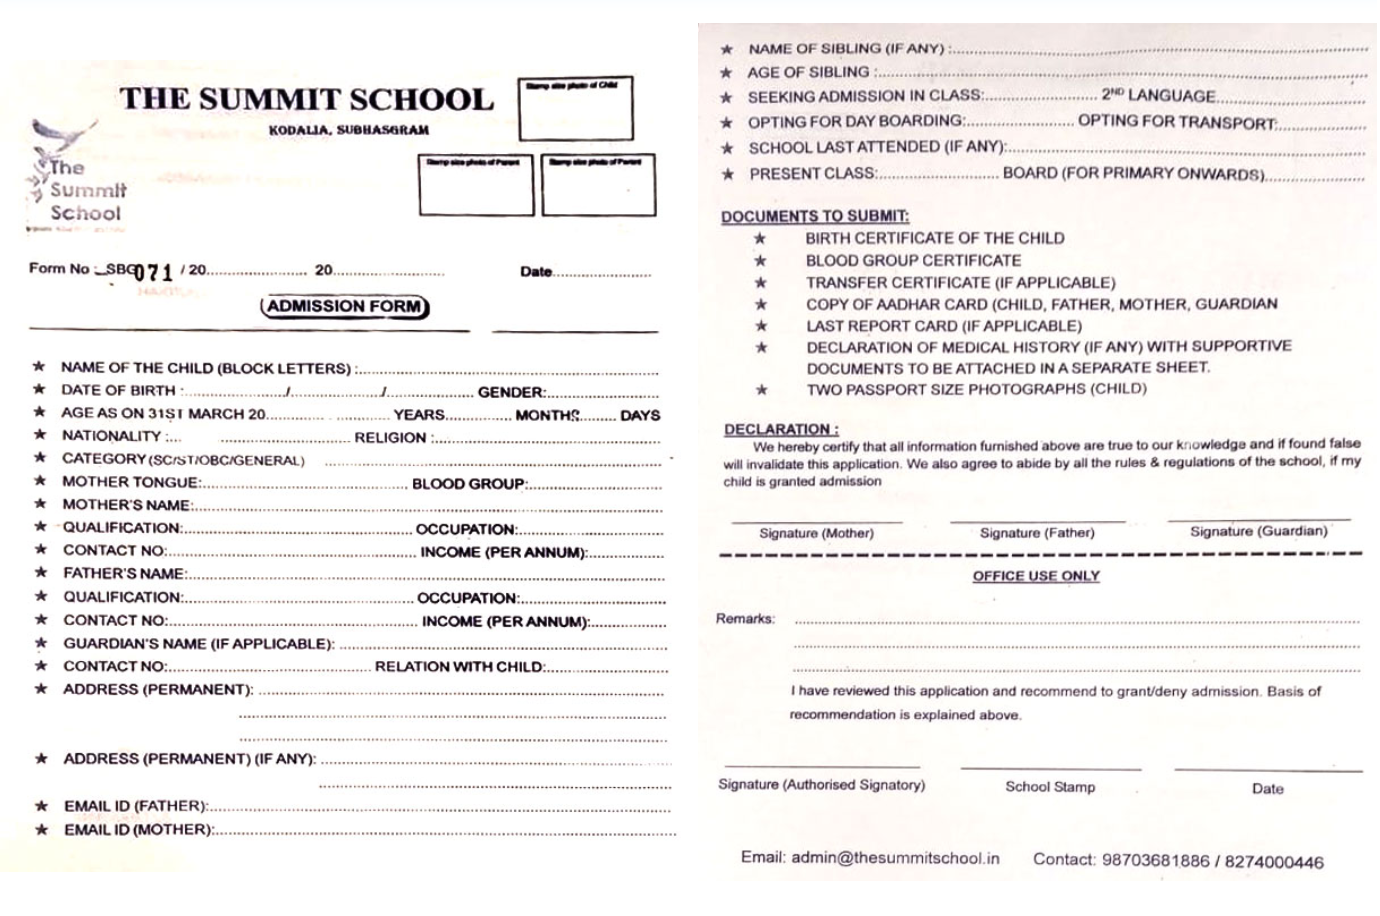 THE SUMMIT SCHOOL
KODALIA, SUBHASGRAM
Stamp size photo of Child
Stamp size photo of Parent
Stamp size photo of Parent
The
Summit
School
Form No :_SBG071 / 20........................ 20........................ Date........................
ADMISSION FORM
★ NAME OF THE CHILD (BLOCK LETTERS) :........................
★ DATE OF BIRTH :......................../......................../........................ GENDER:........................
★ AGE AS ON 31ST MARCH 20........................ YEARS................ MONTHS........ DAYS
★ NATIONALITY :........................ RELIGION :........................
★ CATEGORY (SC/ST/OBC/GENERAL) ........................
★ MOTHER TONGUE:........................ BLOOD GROUP:........................
★ MOTHER'S NAME:........................
★ QUALIFICATION:........................ OCCUPATION:........................
★ CONTACT NO:........................ INCOME (PER ANNUM):................
★ FATHER'S NAME:........................
★ QUALIFICATION:........................ OCCUPATION:........................
★ CONTACT NO:........................ INCOME (PER ANNUM):................
★ GUARDIAN'S NAME (IF APPLICABLE): ........................
★ CONTACT NO:........................ RELATION WITH CHILD:........................
★ ADDRESS (PERMANENT): ........................
★ ADDRESS (PERMANENT) (IF ANY): ........................
★ EMAIL ID (FATHER):........................
★ EMAIL ID (MOTHER):........................
★ NAME OF SIBLING (IF ANY) :........................
★ AGE OF SIBLING :........................
★ SEEKING ADMISSION IN CLASS:........................ 2ND LANGUAGE........................
★ OPTING FOR DAY BOARDING:........................ OPTING FOR TRANSPORT:........................
★ SCHOOL LAST ATTENDED (IF ANY):........................
★ PRESENT CLASS:........................ BOARD (FOR PRIMARY ONWARDS)........................
DOCUMENTS TO SUBMIT:
★ BIRTH CERTIFICATE OF THE CHILD
★ BLOOD GROUP CERTIFICATE
★ TRANSFER CERTIFICATE (IF APPLICABLE)
★ COPY OF AADHAR CARD (CHILD, FATHER, MOTHER, GUARDIAN
★ LAST REPORT CARD (IF APPLICABLE)
★ DECLARATION OF MEDICAL HISTORY (IF ANY) WITH SUPPORTIVE
DOCUMENTS TO BE ATTACHED IN A SEPARATE SHEET.
★ TWO PASSPORT SIZE PHOTOGRAPHS (CHILD)
DECLARATION :
We hereby certify that all information furnished above are true to our knowledge and if found false
will invalidate this application. We also agree to abide by all the rules & regulations of the school, if my
child is granted admission
Signature (Mother) Signature (Father) Signature (Guardian)
OFFICE USE ONLY
Remarks: ........................
I have reviewed this application and recommend to grant/deny admission. Basis of
recommendation is explained above.
Signature (Authorised Signatory) School Stamp Date
Email: admin@thesummitschool.in Contact: 98703681886 / 8274000446